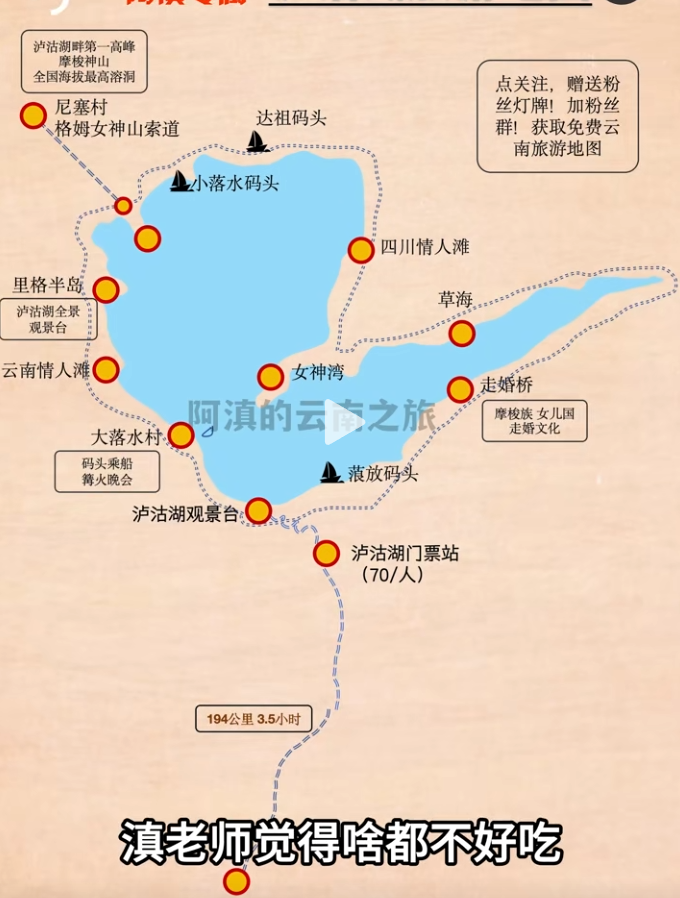 泸沽湖畔第一高峰
摩梭神山
全国海拔最高溶洞
尼塞村
格姆女神山索道
达祖码头
点关注，赠送粉
丝灯牌！加粉丝
群！获取免费云
南旅游地图
小落水码头
四川情人滩
里格半岛
草海
泸沽湖全景
观景台
云南情人滩
女神湾
走婚桥
阿滇的云南之旅
摩梭族 女儿国
走婚文化
大落水村
码头乘船
篝火晚会
蒗放码头
泸沽湖观景台
泸沽湖门票站
（70/人）
194公里 3.5小时
滇老师觉得啥都不好吃